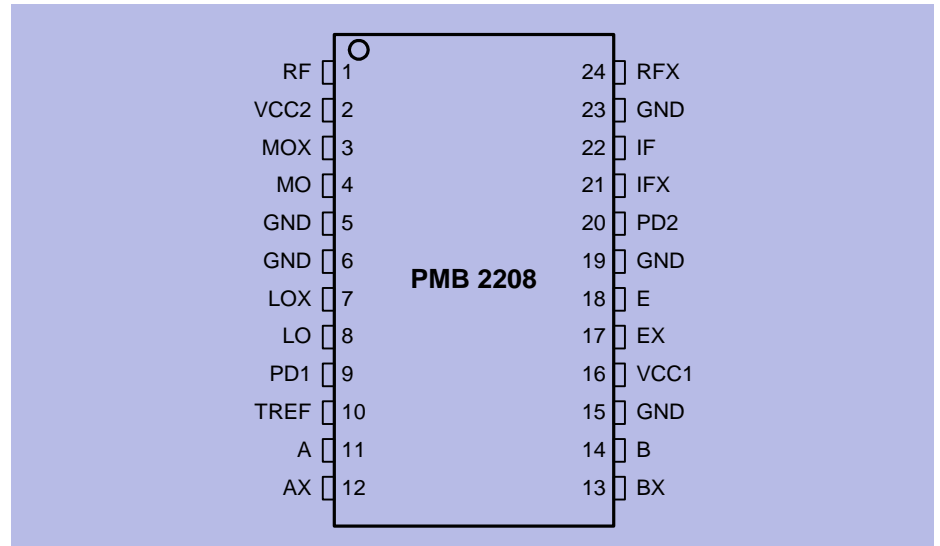 RF 1 24 RFX
VCC2 2 23 GND
MOX 3 22 IF
MO 4 21 IFX
GND 5 20 PD2
GND 6 19 GND
PMB 2208
LOX 7 18 E
LO 8 17 EX
PD1 9 16 VCC1
TREF 10 15 GND
A 11 14 B
AX 12 13 BX